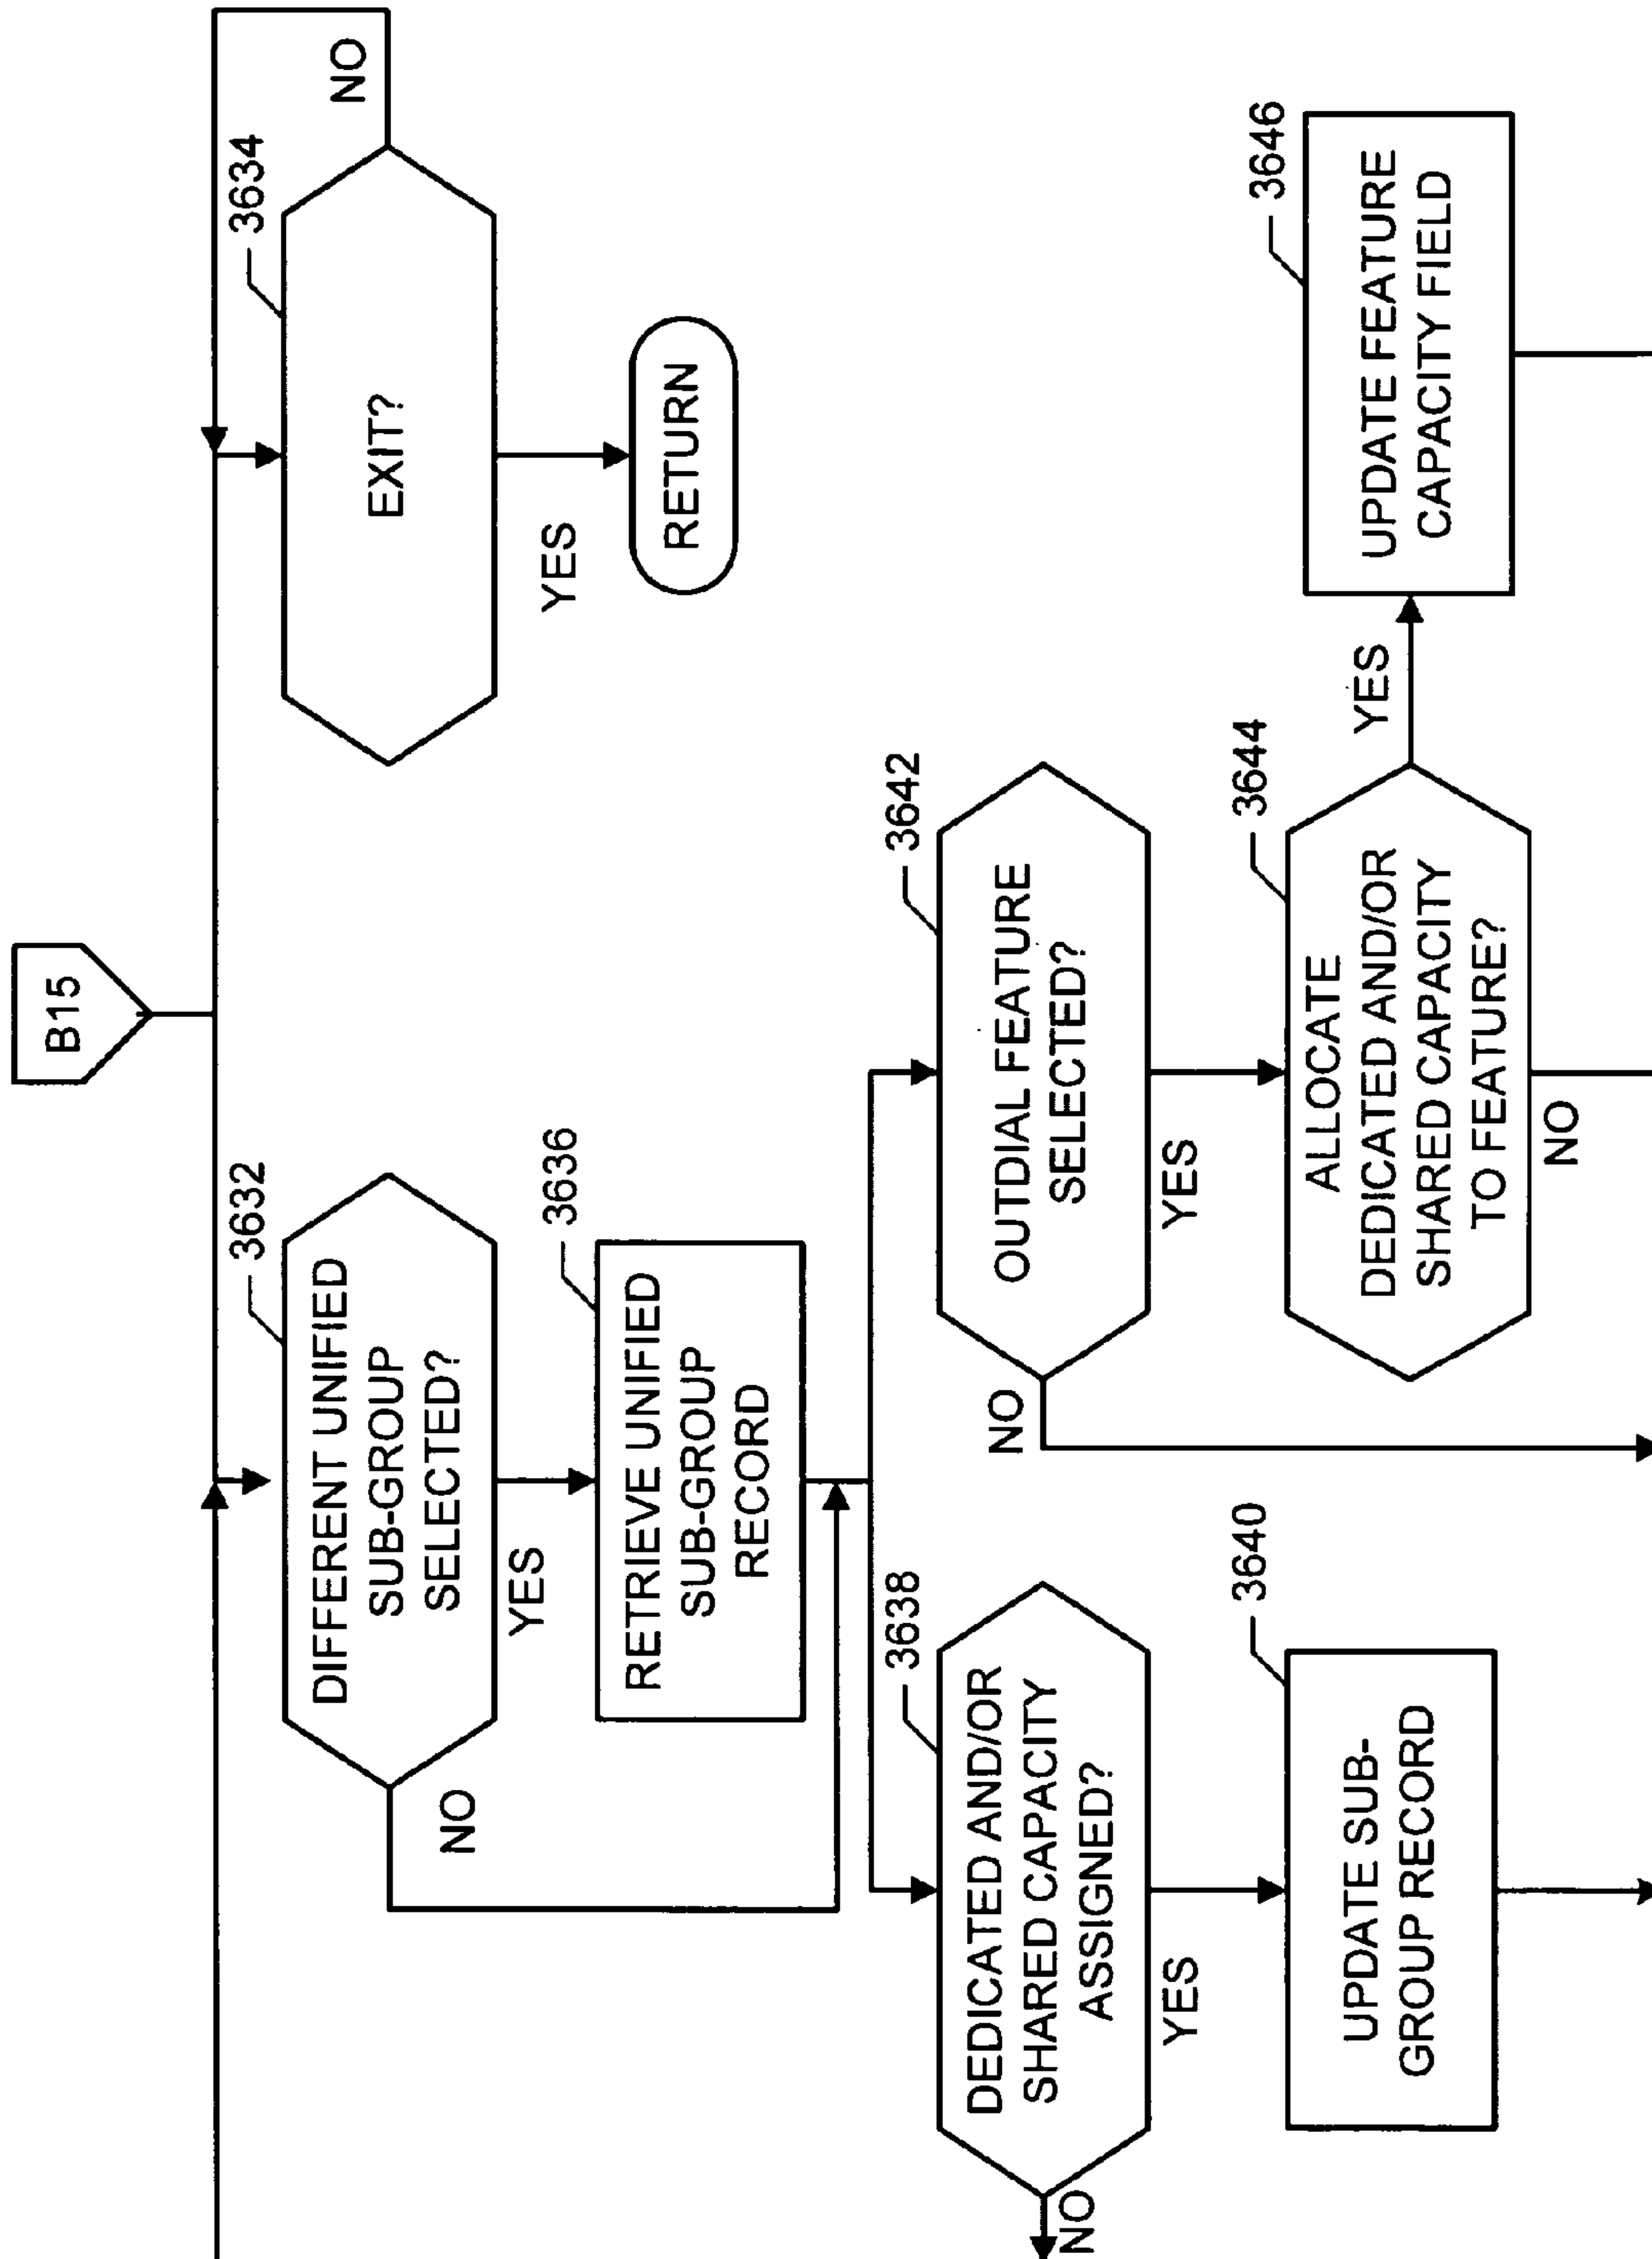 B15
3632
DIFFERENT UNIFIED
SUB-GROUP
SELECTED?
YES
NO
3634
EXIT?
NO
YES
RETURN
3636
RETRIEVE UNIFIED
SUB-GROUP
RECORD
3638
DEDICATED AND/OR
SHARED CAPACITY
ASSIGNED?
NO
YES
3640
UPDATE SUB-
GROUP RECORD
3642
OUTDIAL FEATURE
SELECTED?
NO
YES
3644
ALLOCATE
DEDICATED AND/OR
SHARED CAPACITY
TO FEATURE?
YES
NO
3646
UPDATE FEATURE
CAPACITY FIELD